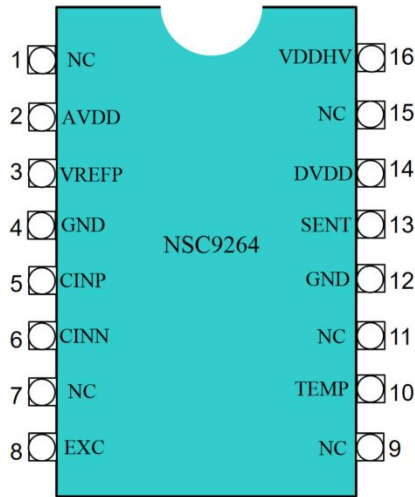 1 NC VDDHV 16
2 AVDD NC 15
3 VREFP DVDD 14
4 GND SENT 13
NSC9264
5 CINP GND 12
6 CINN NC 11
7 NC TEMP 10
8 EXC NC 9